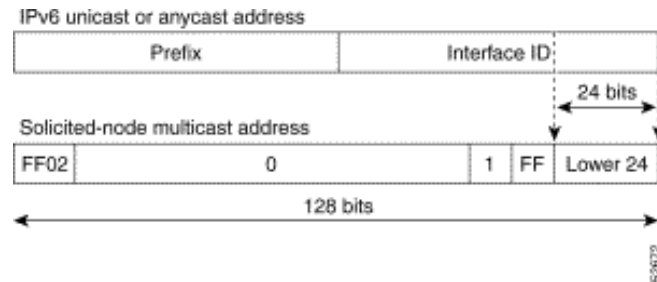 IPv6 unicast or anycast address
Prefix Interface ID
24 bits
Solicited-node multicast address
FF02 0 1 FF Lower 24
128 bits
52673